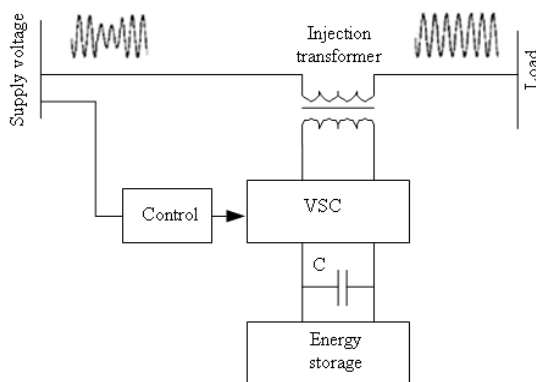 Supply voltage
Injection
transformer
Load
Control
VSC
C
Energy
storage